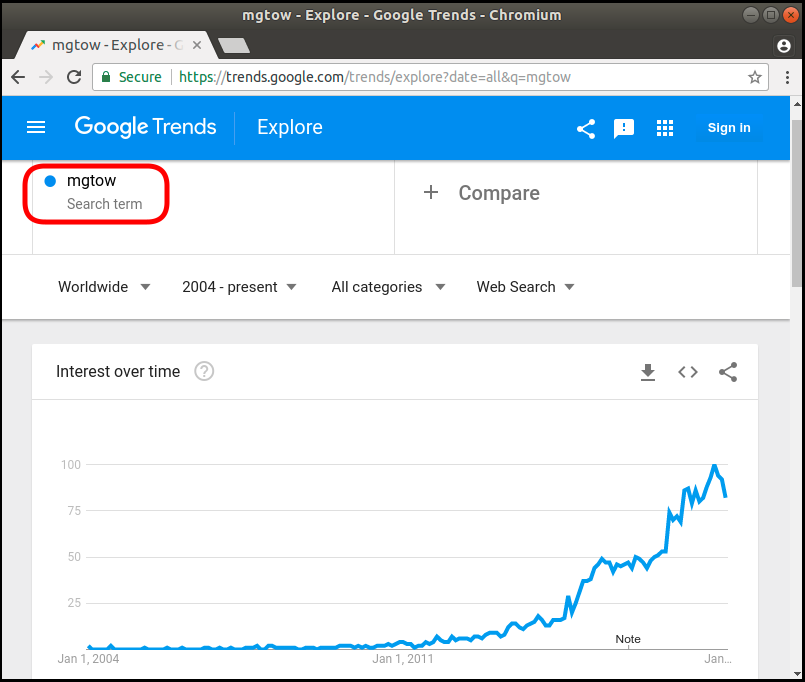 mgtow - Explore - Google Trends - Chromium
mgtow - Explore - G
Secure https://trends.google.com/trends/explore?date=all&q=mgtow
Google Trends Explore Sign in
mgtow
Search term
+ Compare
Worldwide 2004 - present All categories Web Search
Interest over time ?
100
75
50
25
Note
Jan 1, 2004 Jan 1, 2011 Jan...